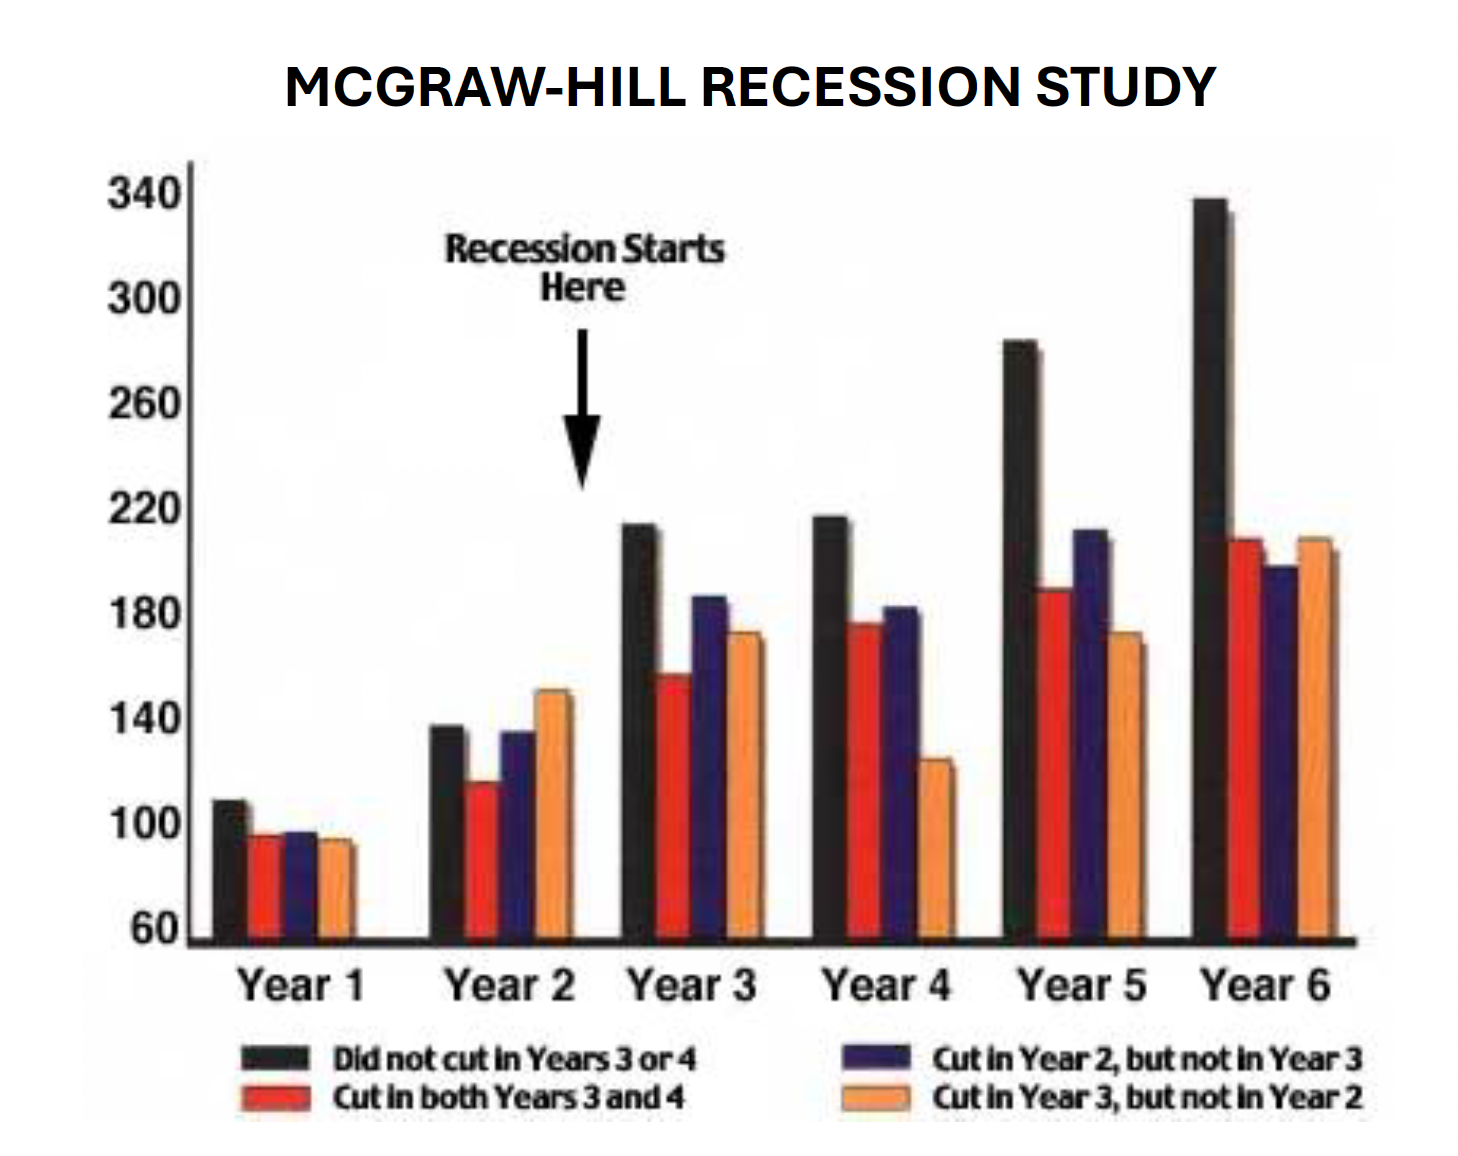 MCGRAW-HILL RECESSION STUDY
340
300
260
220
180
140
100
60
Recession Starts
Here
Year 1
Year 2
Year 3
Year 4
Year 5
Year 6
Did not cut in Years 3 or 4
Cut in both Years 3 and 4
Cut in Year 2, but not in Year 3
Cut in Year 3, but not in Year 2